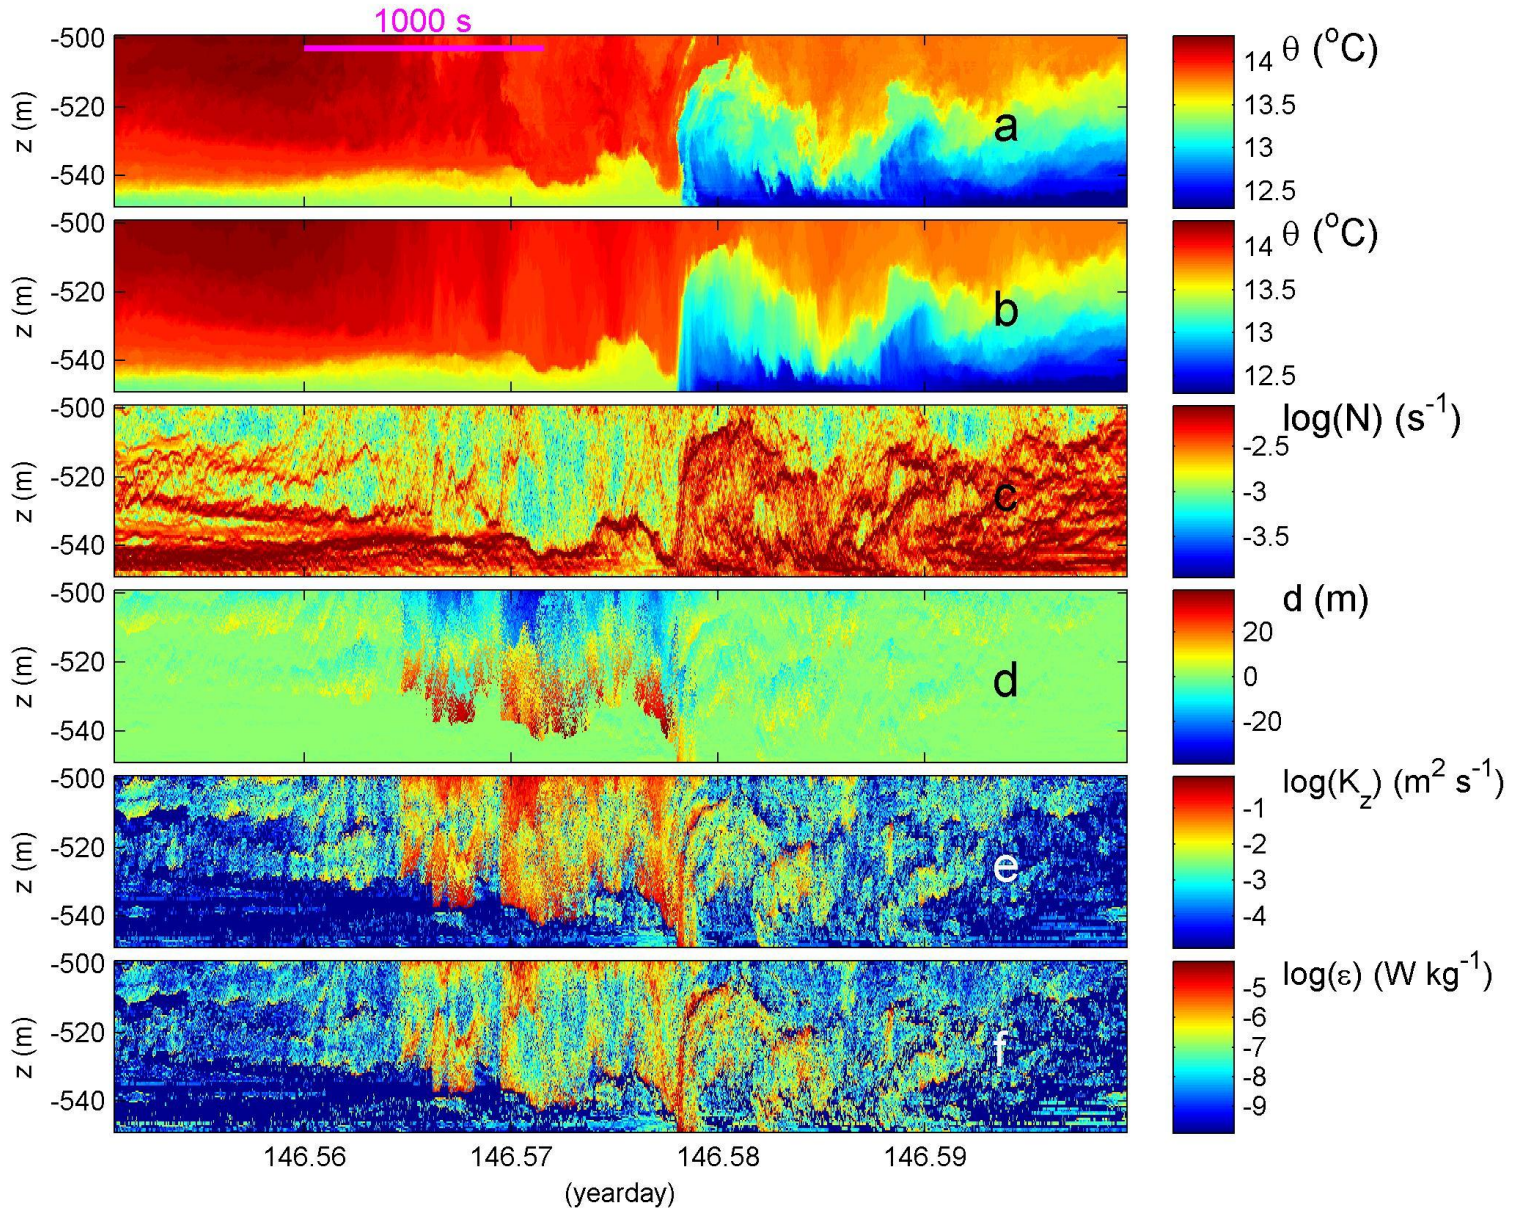 1000 s
z (m)
-500
-520
-540
a
θ (°C)
14
13.5
13
12.5
z (m)
-500
-520
-540
b
θ (°C)
14
13.5
13
12.5
z (m)
-500
-520
-540
c
log(N) (s⁻¹)
-2.5
-3
-3.5
z (m)
-500
-520
-540
d
d (m)
20
0
-20
z (m)
-500
-520
-540
e
log(K_z) (m² s⁻¹)
-1
-2
-3
-4
z (m)
-500
-520
-540
f
log(ε) (W kg⁻¹)
-5
-6
-7
-8
-9
146.56 146.57 146.58 146.59
(yearday)